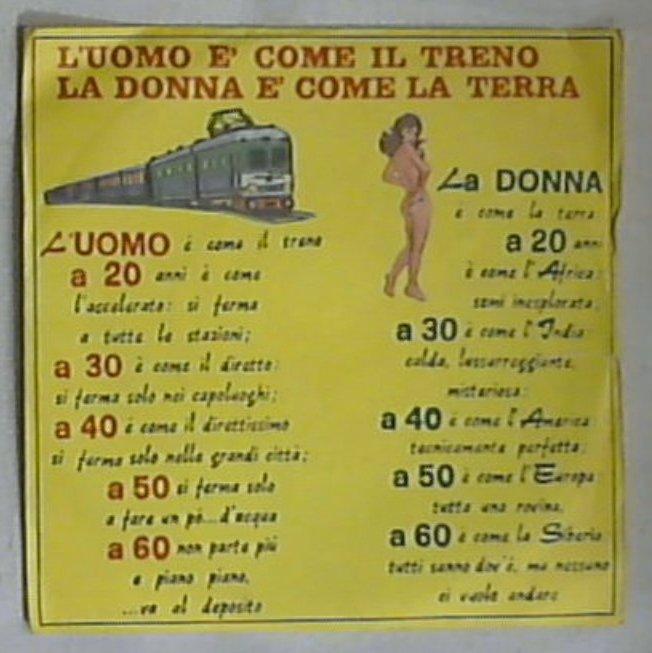 L'UOMO E' COME IL TRENO
LA DONNA E' COME LA TERRA
L'UOMO è come il treno
a 20 anni è come
l'accelerato: si ferma
a tutte le stazioni;
a 30 è come il diretto:
si ferma solo nei capoluoghi;
a 40 è come il direttissimo
si ferma solo nelle grandi città;
a 50 si ferma solo
a fare un pò...d'acqua
a 60 non parte più
e piano piano,
...va al deposito
La DONNA
è come la terra
a 20 anni
è come l'Africa:
semi inesplorata;
a 30 è come l'India:
calda, lussurreggiante,
misteriosa;
a 40 è come l'America:
tecnicamente perfetta;
a 50 è come l'Europa:
tutta una rovina,
a 60 è come la Siberia:
tutti sanno dov'è, ma nessuno
ci vuole andare